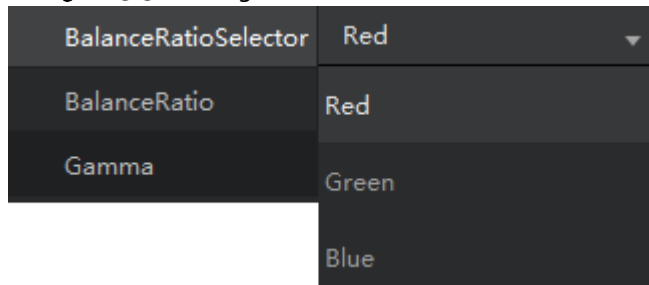 BalanceRatioSelector Red
BalanceRatio Red
Gamma Green
Blue